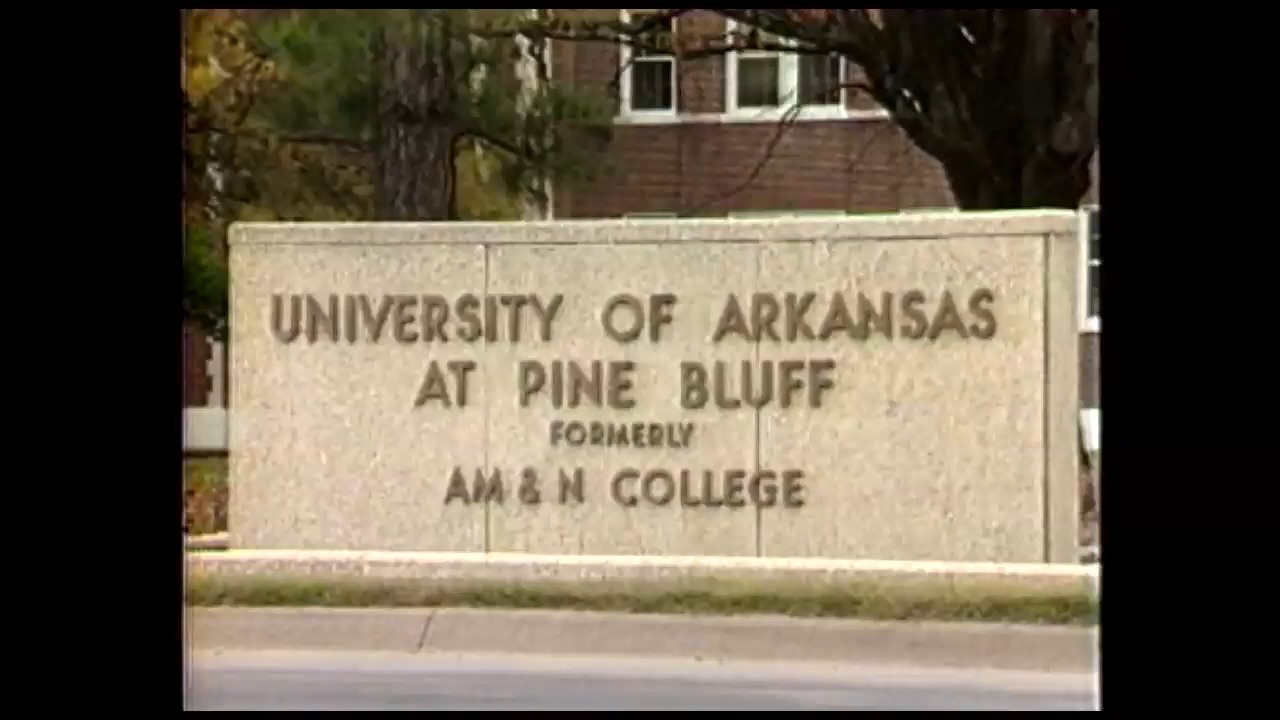 UNIVERSITY OF ARKANSAS
AT PINE BLUFF
FORMERLY
AM & N COLLEGE